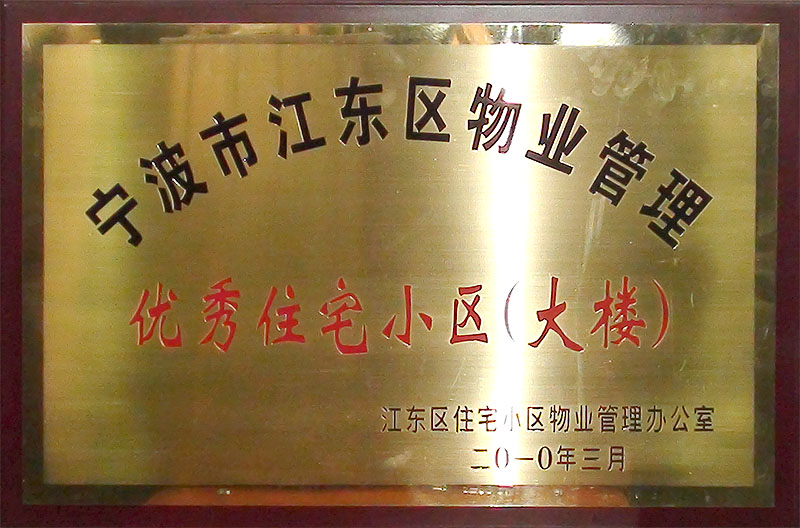 宁波市江东区物业管理
优秀住宅小区(大楼)
江东区住宅小区物业管理办公室
二0一0年三月